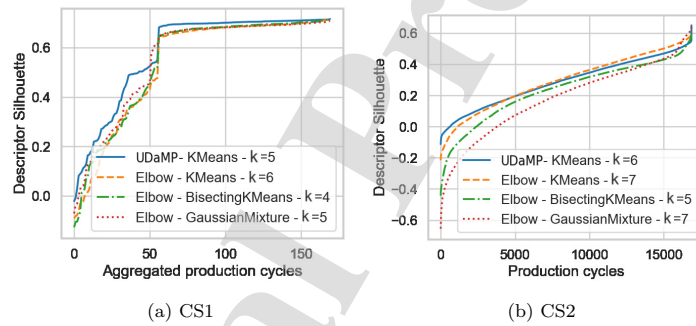 Descriptor Silhouette
0.6
0.4
0.2
0.0
UDaMP- KMeans - k=5
Elbow - KMeans - k=6
Elbow - BisectingKMeans - k=4
Elbow - GaussianMixture - k=5
0 50 100 150
Aggregated production cycles
(a) CS1
Descriptor Silhouette
0.6
0.4
0.2
0.0
−0.2
−0.4
−0.6
UDaMP- KMeans - k=6
Elbow - KMeans - k=7
Elbow - BisectingKMeans - k=5
Elbow - GaussianMixture - k=7
0 5000 10000 15000
Production cycles
(b) CS2